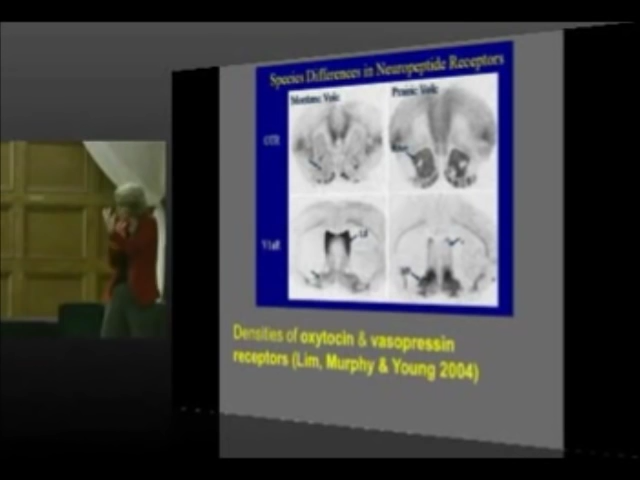 Species Differences in Neuropeptide Receptors
Montane Vole
Prairie Vole
OTR
V1aR
LS
Densities of oxytocin & vasopressin
receptors (Lim, Murphy & Young 2004)